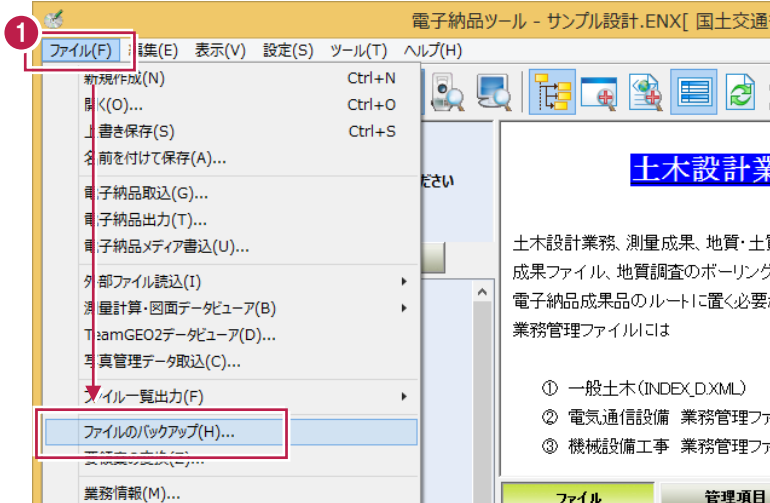 1
電子納品ツール - サンプル設計.ENX[ 国土交通
ファイル(F) 編集(E) 表示(V) 設定(S) ツール(T) ヘルプ(H)
新規作成(N) Ctrl+N
開く(O)... Ctrl+O
上書き保存(S) Ctrl+S
名前を付けて保存(A)...
電子納品取込(G)...
電子納品出力(T)...
電子納品メディア書込(U)...
外部ファイル読込(I)
測量計算・図面データビューア(B)
TeamGEO2データビューア(D)...
写真管理データ取込(C)...
ファイル一覧出力(F)
ファイルのバックアップ(H)...
業務情報(M)...
ださい
土木設計業
土木設計業務、測量成果、地質・土質
成果ファイル、地質調査のボーリング
電子納品成果品のルートに置く必要
業務管理ファイルには
① 一般土木(INDEX_D.XML)
② 電気通信設備 業務管理ファ
③ 機械設備工事 業務管理ファ
ファイル 管理項目